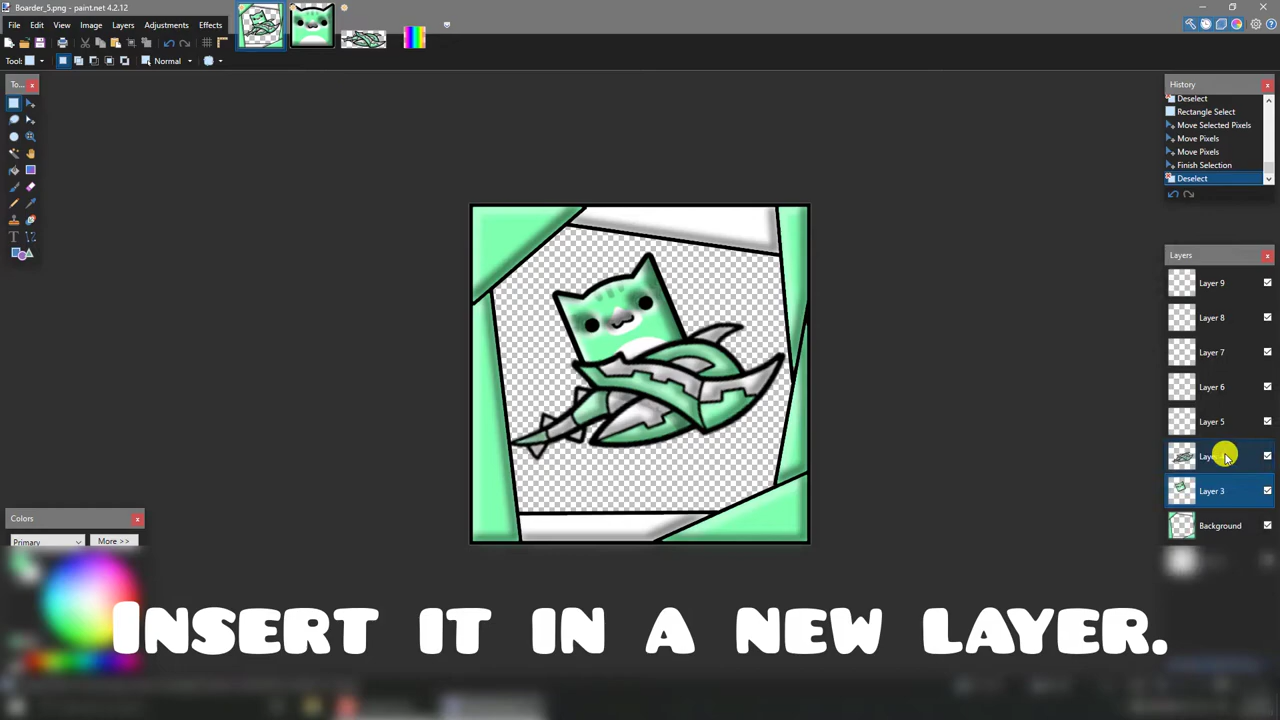 Boarder_5.png - paint.net 4.2.12
File Edit View Image Layers Adjustments Effects
Tool: Normal
To...
History
Deselect
Rectangle Select
Move Selected Pixels
Move Pixels
Move Pixels
Finish Selection
Deselect
Layers
Layer 9
Layer 8
Layer 7
Layer 6
Layer 5
Layer 3
Background
Colors
Primary More >>
Insert it in a new layer.